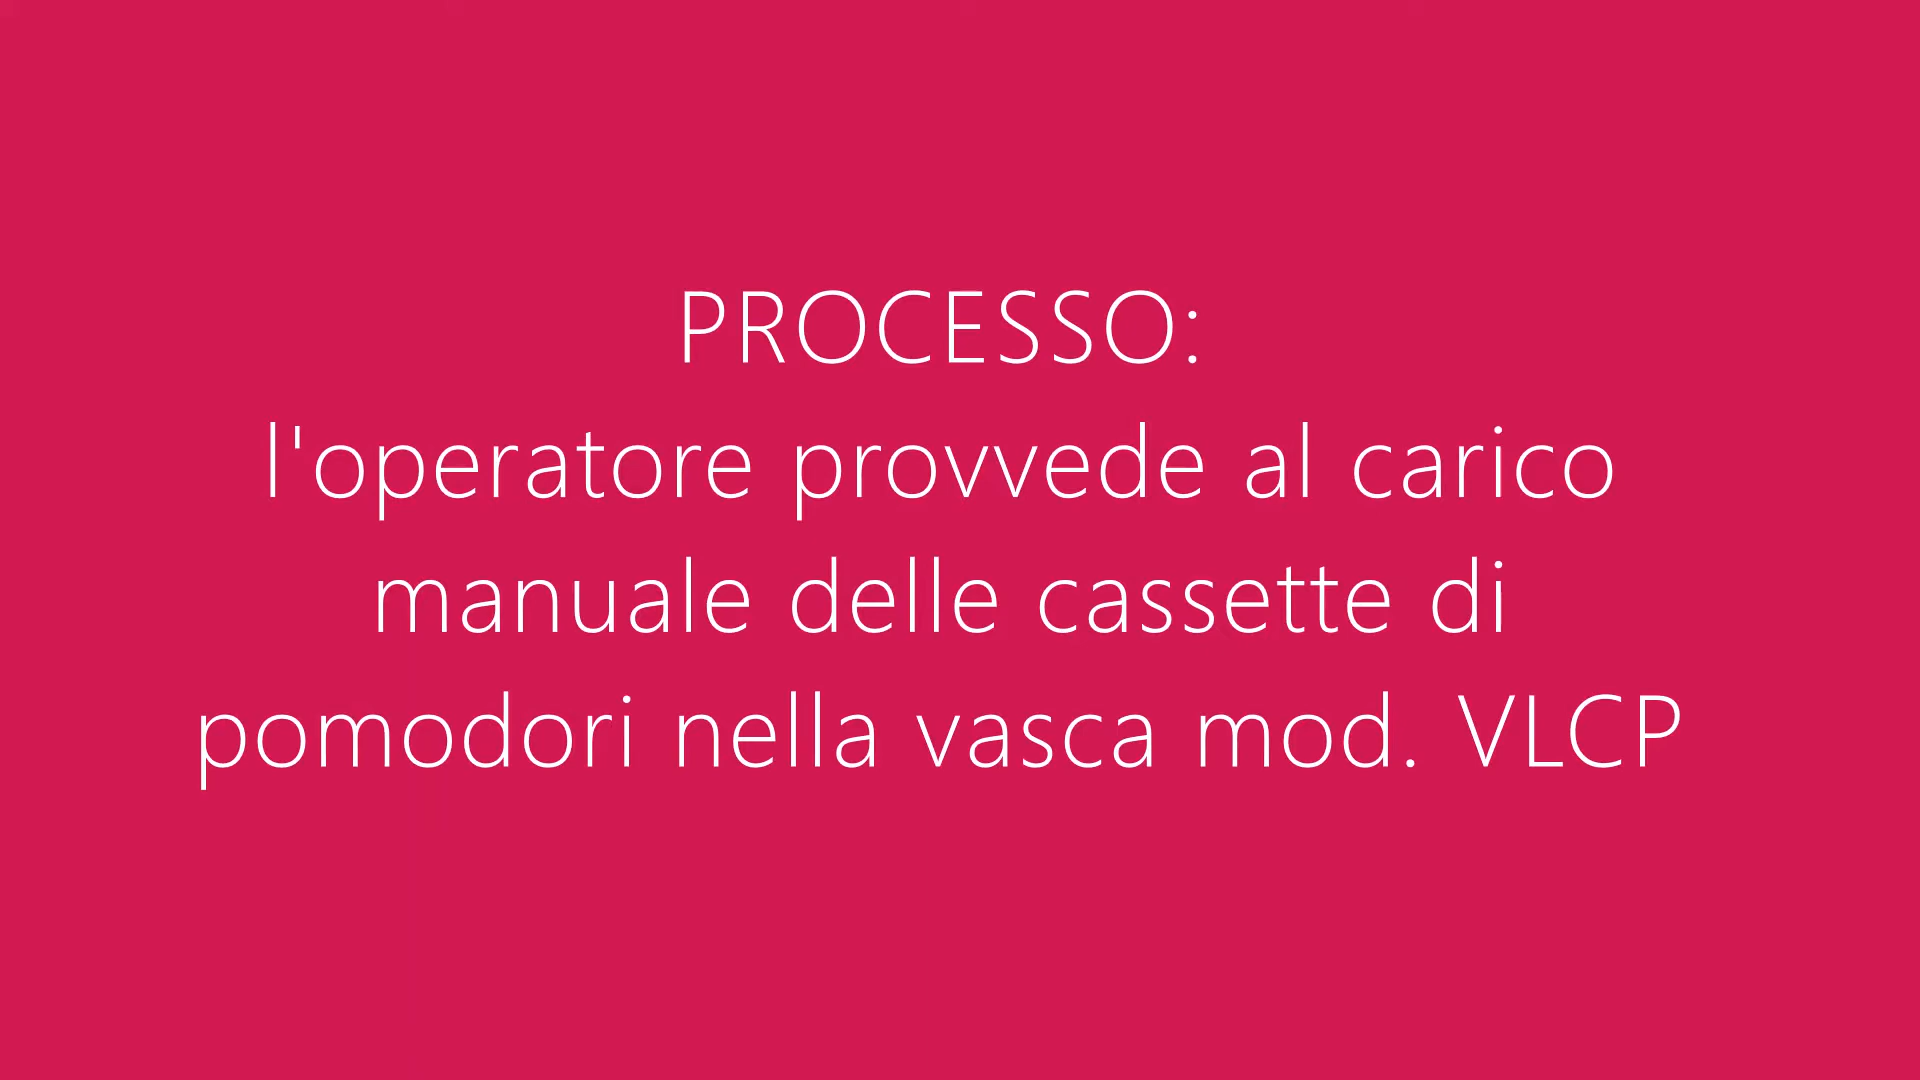 PROCESSO:
l'operatore provvede al carico
manuale delle cassette di
pomodori nella vasca mod. VLCP